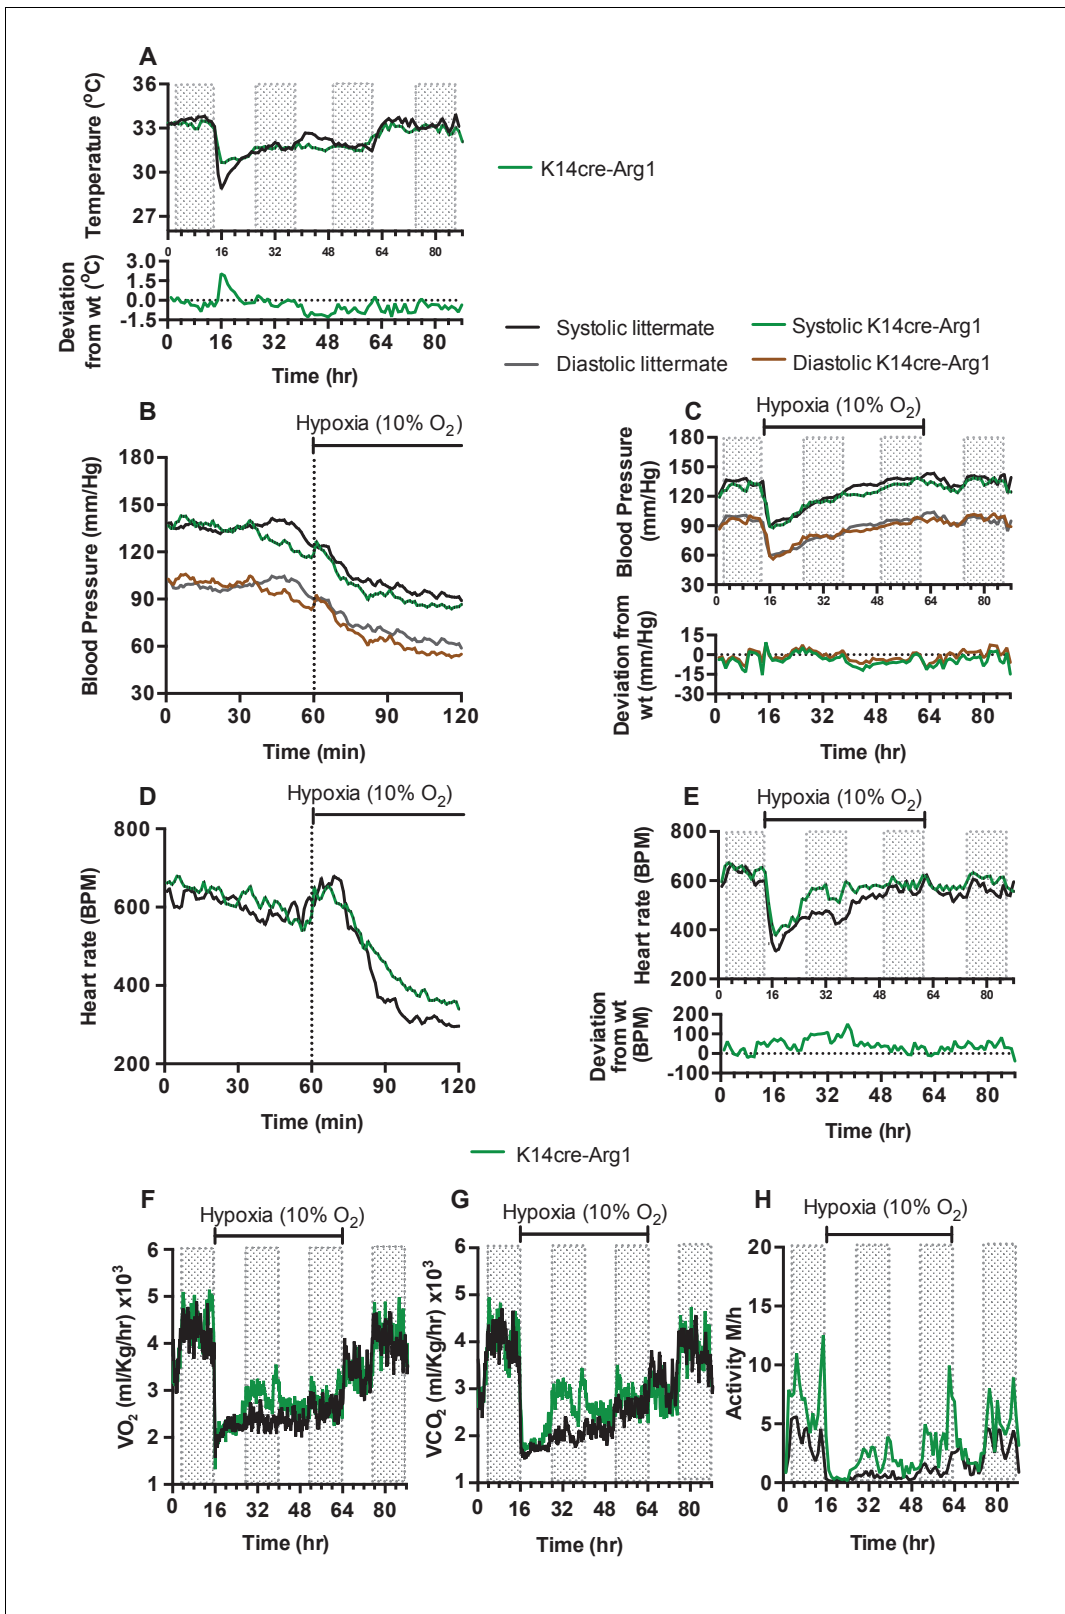 A
Temperature (°C)
36
33
30
27
0 16 32 48 64 80
K14cre-Arg1
Deviation
from wt (°C)
3.0
1.5
0.0
-1.5
0 16 32 48 64 80
Time (hr)
Systolic littermate
Systolic K14cre-Arg1
Diastolic littermate
Diastolic K14cre-Arg1
B
Hypoxia (10% O2)
Blood Pressure (mm/Hg)
180
150
120
90
60
30
0 30 60 90 120
Time (min)
C
Hypoxia (10% O2)
Blood Pressure
(mm/Hg)
180
150
120
90
60
30
0 16 32 48 64 80
Deviation from
wt (mm/Hg)
15
0
-15
-30
0 16 32 48 64 80
Time (hr)
D
Hypoxia (10% O2)
Heart rate (BPM)
800
600
400
200
0 30 60 90 120
Time (min)
E
Hypoxia (10% O2)
Heart rate (BPM)
800
600
400
200
0 16 32 48 64 80
Deviation
from wt
(BPM)
200
100
0
-100
0 16 32 48 64 80
Time (hr)
K14cre-Arg1
F
Hypoxia (10% O2)
VO2 (ml/Kg/hr) x10³
6
5
4
3
2
1
0 16 32 48 64 80
Time (hr)
G
Hypoxia (10% O2)
VCO2 (ml/Kg/hr) x10³
6
5
4
3
2
1
0 16 32 48 64 80
Time (hr)
H
Hypoxia (10% O2)
Activity M/h
20
15
10
5
0
0 16 32 48 64 80
Time (hr)